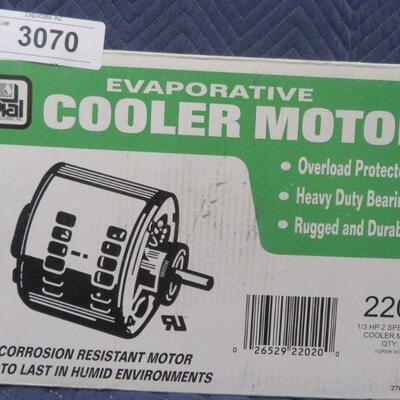 3070
EVAPORATIVE
COOLER MOTO
• Overload Protecto
• Heavy Duty Bearin
• Rugged and Durab
220
1/3 HP 2 SPE
COOLER M
QTY:
0 26529 22020 0
CORROSION RESISTANT MOTOR
TO LAST IN HUMID ENVIRONMENTS